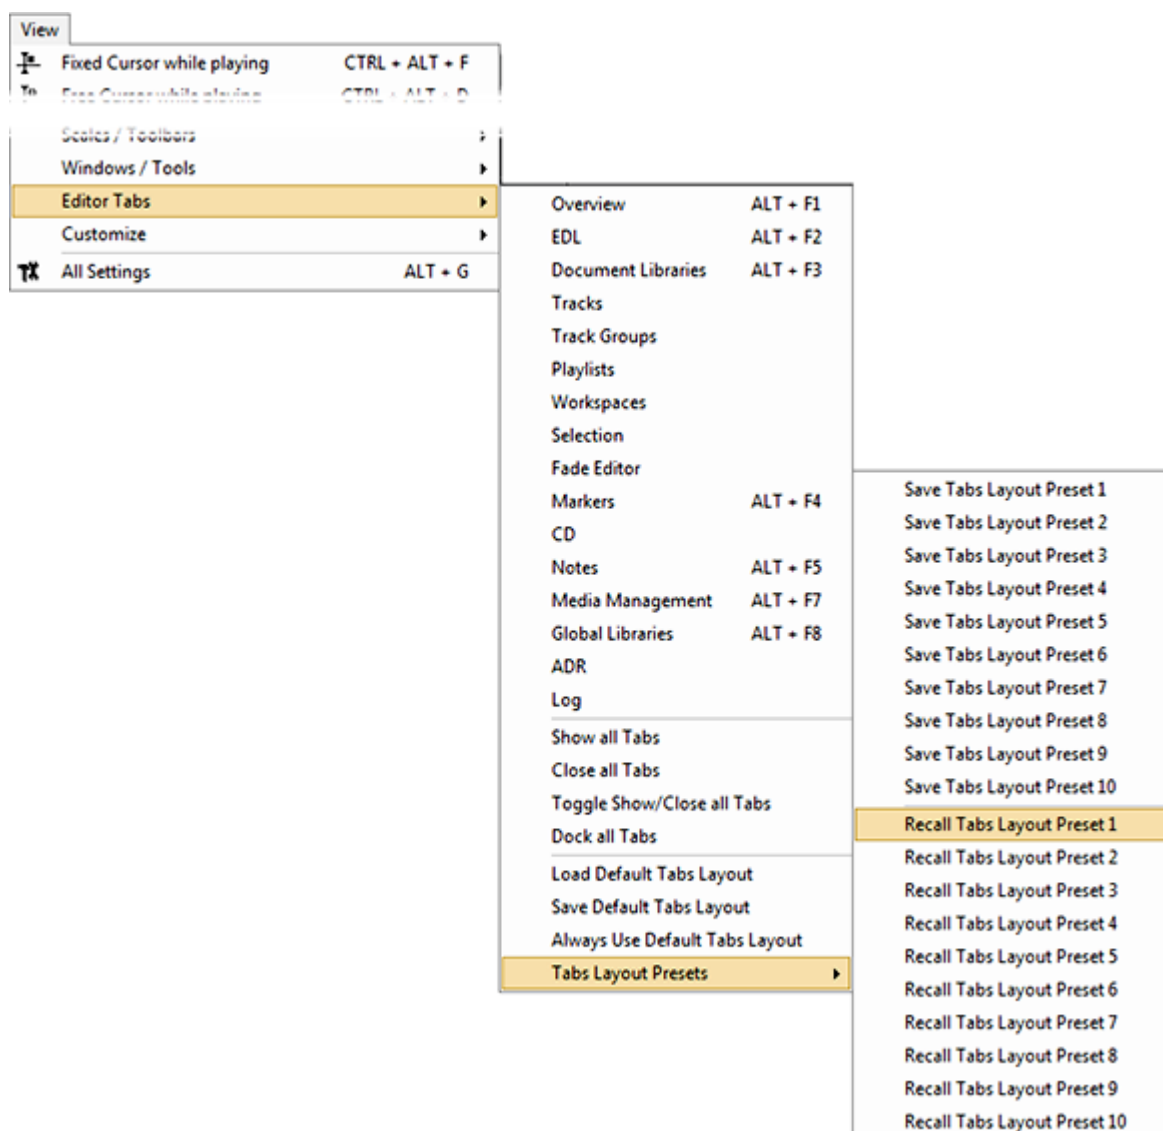 View
Fixed Cursor while playing CTRL + ALT + F
Free Cursor while playing CTRL + ALT + D
Scales / Toolbars
Windows / Tools
Editor Tabs
Customize
All Settings ALT + G
Overview ALT + F1
EDL ALT + F2
Document Libraries ALT + F3
Tracks
Track Groups
Playlists
Workspaces
Selection
Fade Editor
Markers ALT + F4
CD
Notes ALT + F5
Media Management ALT + F7
Global Libraries ALT + F8
ADR
Log
Show all Tabs
Close all Tabs
Toggle Show/Close all Tabs
Dock all Tabs
Load Default Tabs Layout
Save Default Tabs Layout
Always Use Default Tabs Layout
Tabs Layout Presets
Save Tabs Layout Preset 1
Save Tabs Layout Preset 2
Save Tabs Layout Preset 3
Save Tabs Layout Preset 4
Save Tabs Layout Preset 5
Save Tabs Layout Preset 6
Save Tabs Layout Preset 7
Save Tabs Layout Preset 8
Save Tabs Layout Preset 9
Save Tabs Layout Preset 10
Recall Tabs Layout Preset 1
Recall Tabs Layout Preset 2
Recall Tabs Layout Preset 3
Recall Tabs Layout Preset 4
Recall Tabs Layout Preset 5
Recall Tabs Layout Preset 6
Recall Tabs Layout Preset 7
Recall Tabs Layout Preset 8
Recall Tabs Layout Preset 9
Recall Tabs Layout Preset 10